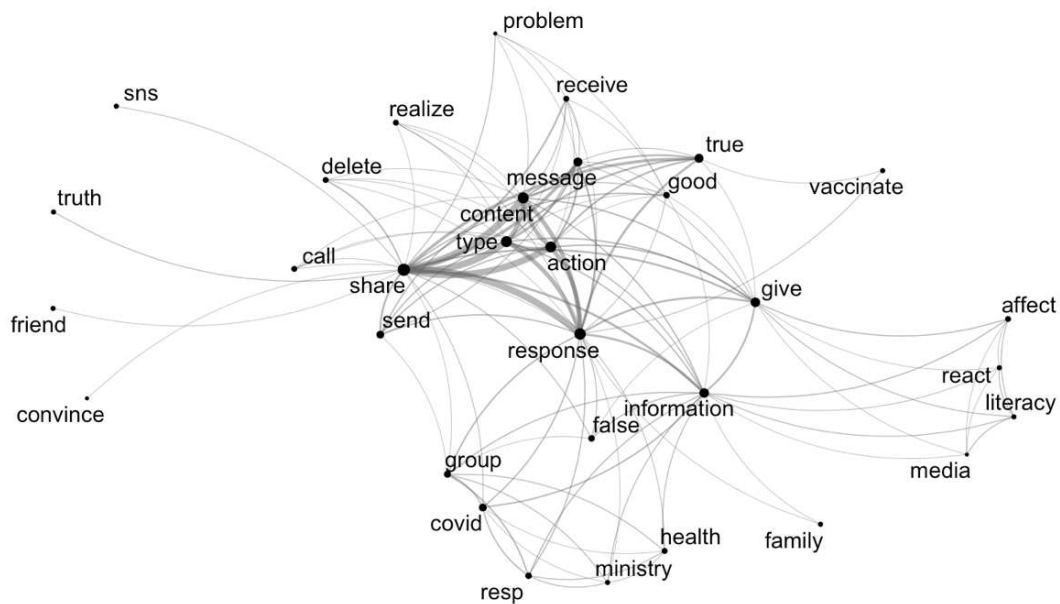 problem
sns
receive
realize
true
delete
message
good
vaccinate
truth
content
call
type
action
share
give
friend
send
affect
response
react
information
literacy
convince
false
group
media
covid
health
family
resp
ministry